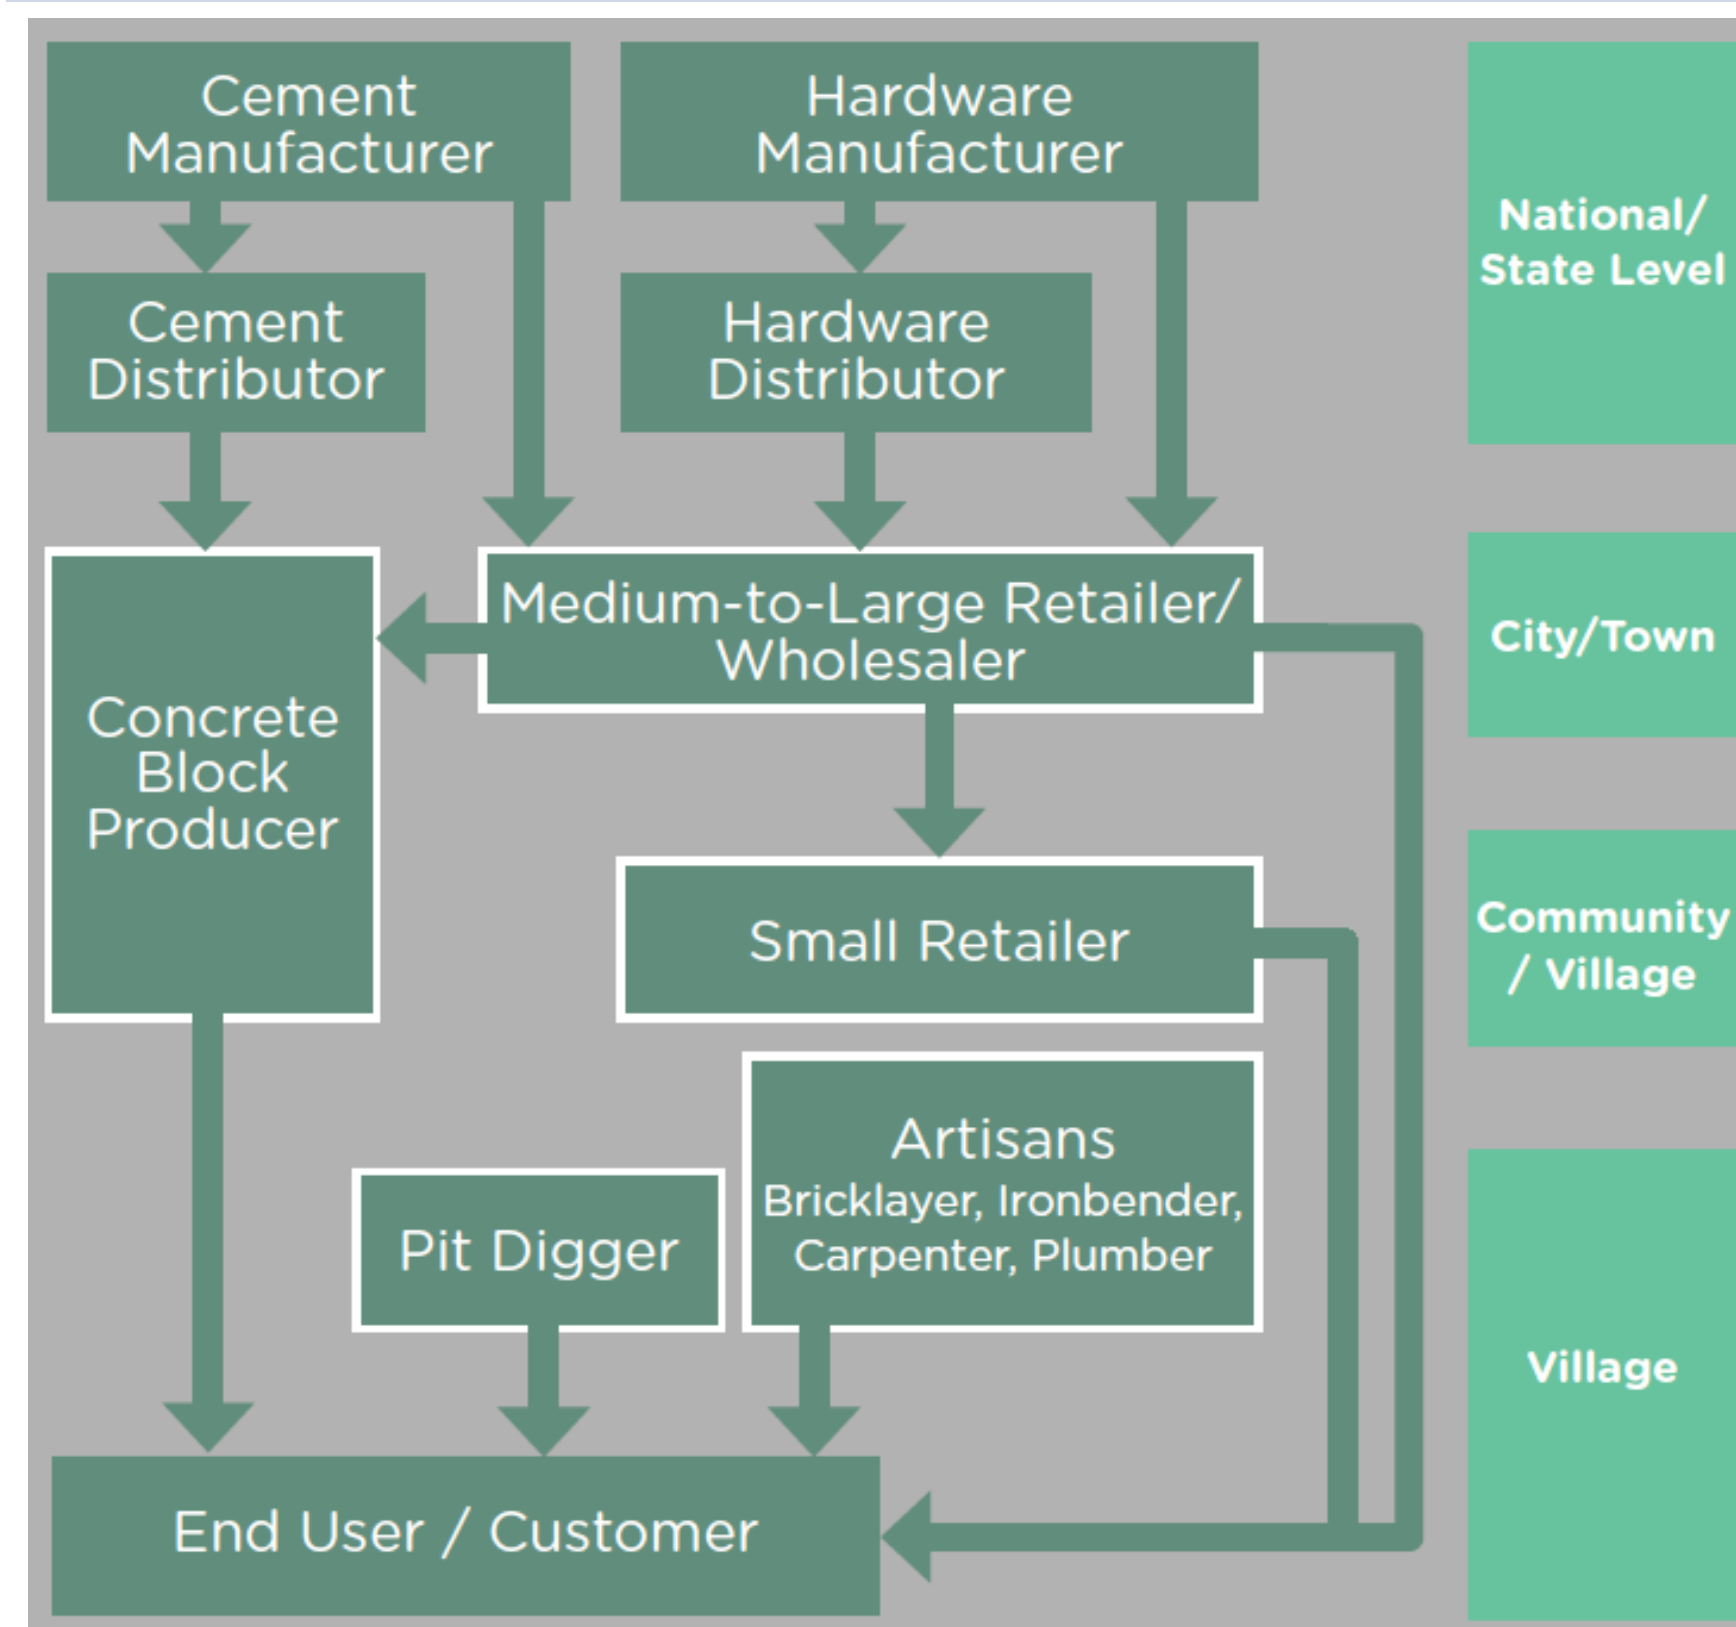 Cement
Manufacturer
Hardware
Manufacturer
National/
State Level
Cement
Distributor
Hardware
Distributor
Medium-to-Large Retailer/
Wholesaler
City/Town
Concrete
Block
Producer
Small Retailer
Community
/ Village
Artisans
Bricklayer, Ironbender,
Carpenter, Plumber
Pit Digger
Village
End User / Customer